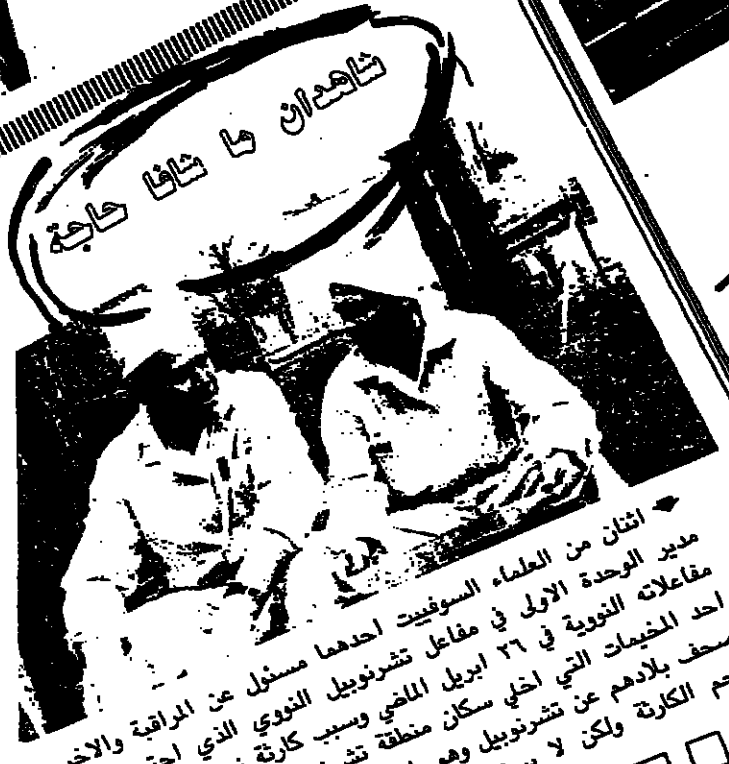 شاهدان ما شافا حاجة
اثنان من العلماء السوفييت احدهما مسئول عن المراقبة والاخر
مدير الوحدة الاولى في مفاعل تشرنوبيل النووي الذي
مفاعلاته النووية في ٢٦ ابريل الماضي وسبب كارثة
احد المخيمات التي اخلي سكان منطقة
صحف بلادهم عن تشرنوبيل وهو
الكارثة ولكن لا